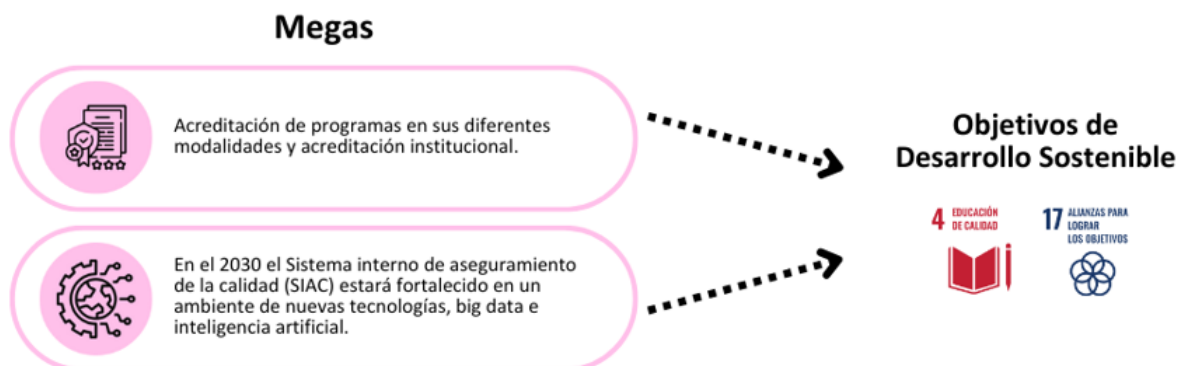 Megas
Acreditación de programas en sus diferentes
modalidades y acreditación institucional.
En el 2030 el Sistema interno de aseguramiento
de la calidad (SIAC) estará fortalecido en un
ambiente de nuevas tecnologías, big data e
inteligencia artificial.
Objetivos de
Desarrollo Sostenible
4 EDUCACIÓN
DE CALIDAD
17 ALIANZAS PARA
LOGRAR
LOS OBJETIVOS